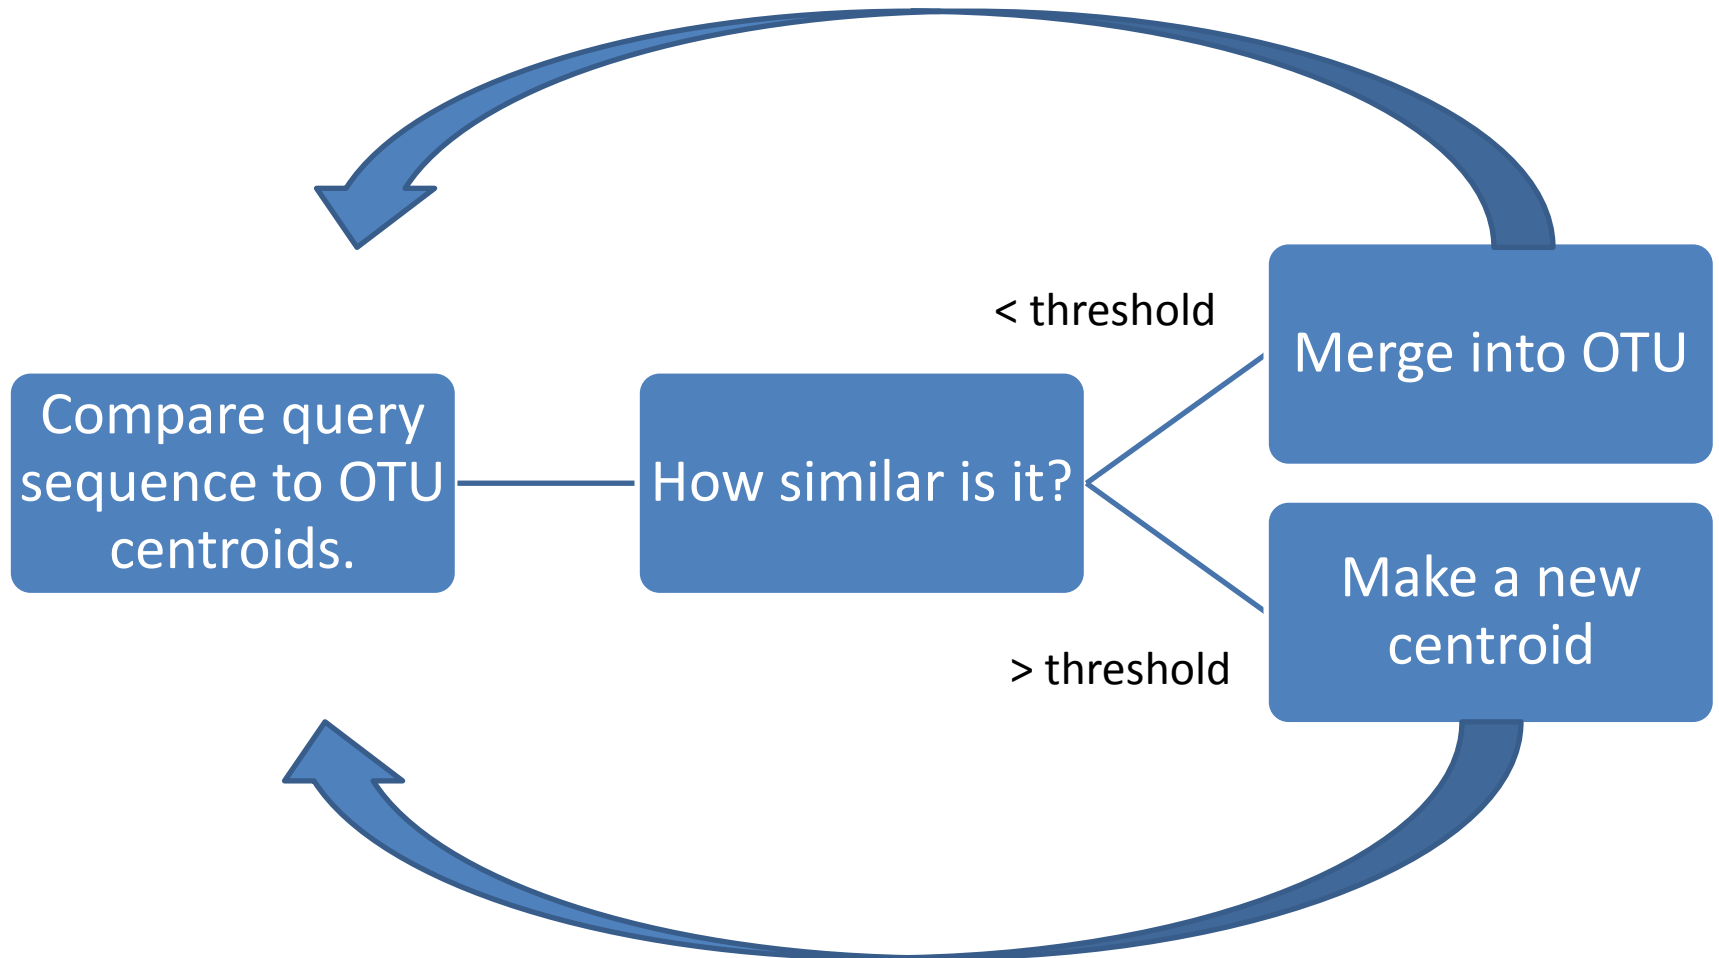 Compare query
sequence to OTU
centroids.
How similar is it?
< threshold
Merge into OTU
> threshold
Make a new
centroid